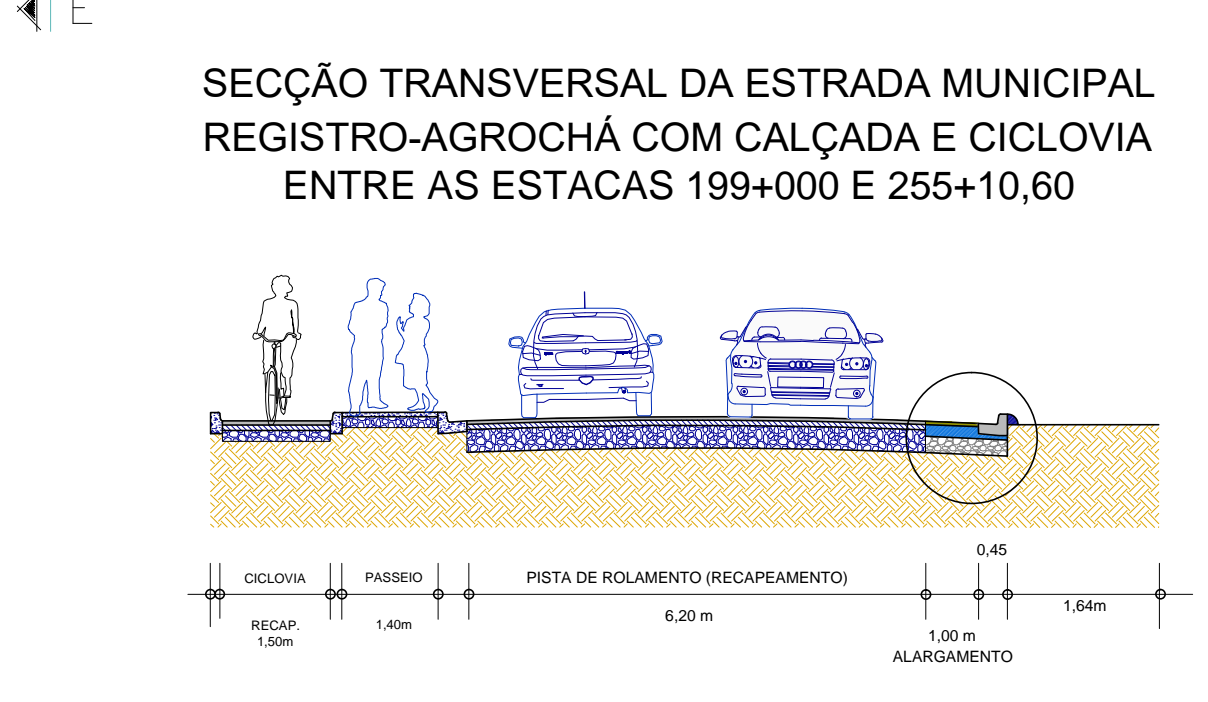 E
SECÇÃO TRANSVERSAL DA ESTRADA MUNICIPAL
REGISTRO-AGROCHÁ COM CALÇADA E CICLOVIA
ENTRE AS ESTACAS 199+000 E 255+10,60
0,45
CICLOVIA
PASSEIO
PISTA DE ROLAMENTO (RECAPEAMENTO)
RECAP.
1,50m
1,40m
6,20 m
1,00 m
ALARGAMENTO
1,64m